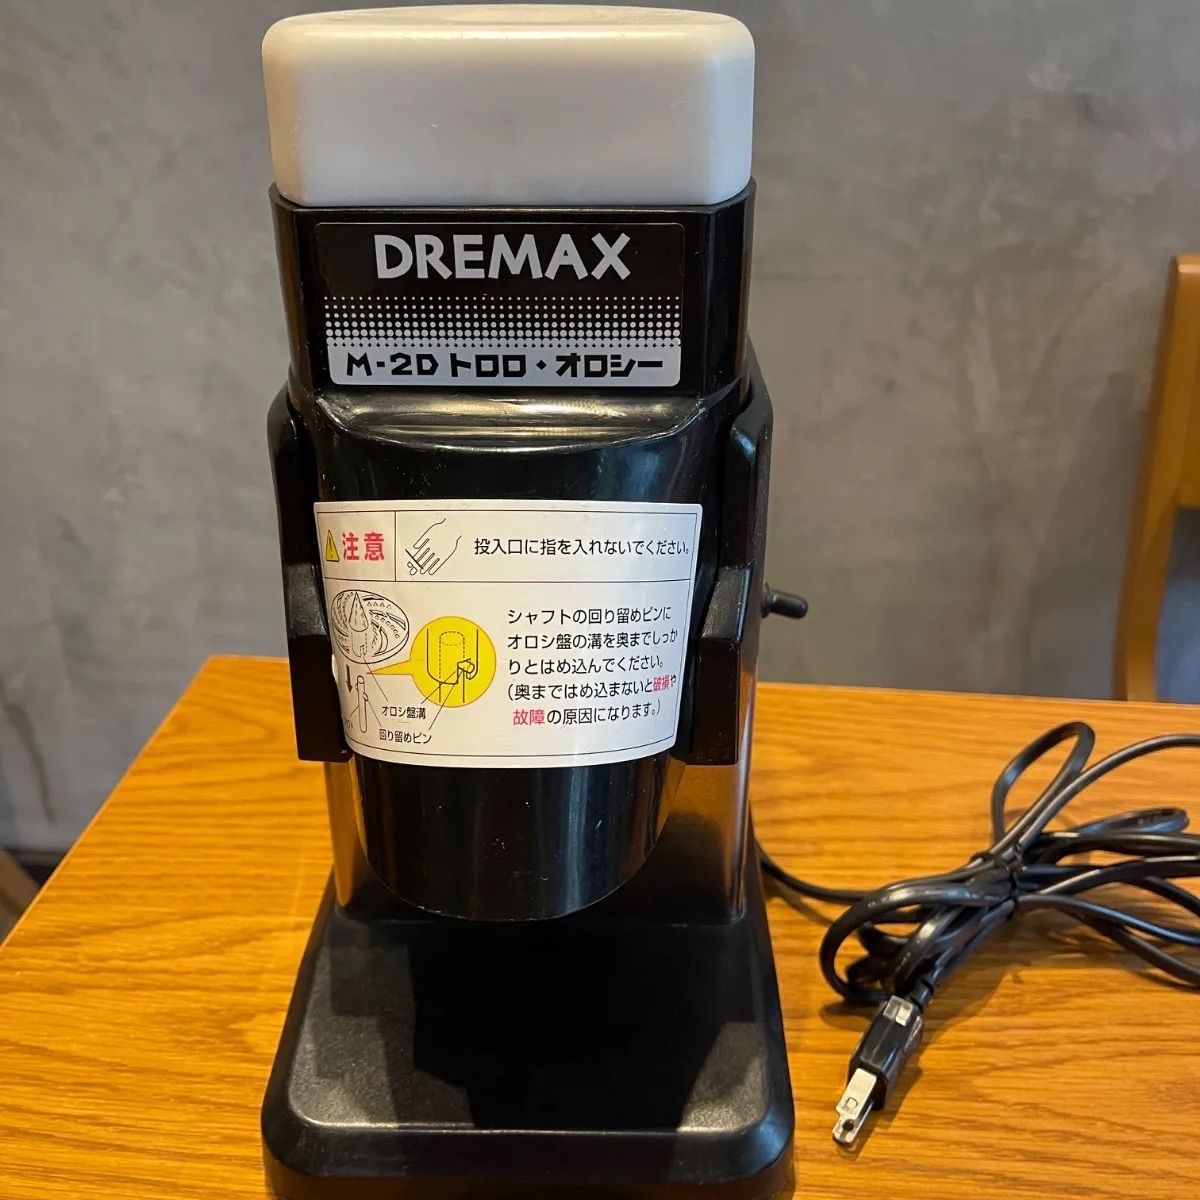 DREMAX
M-2D トロロ・オロシー
注意
投入口に指を入れないでください。
シャフトの回り留めピンに
オロシ盤の溝を奥までしっか
りとはめ込んでください。
(奥まではめ込まないと破損や
故障の原因になります。)
オロシ盤溝
回り留めピン